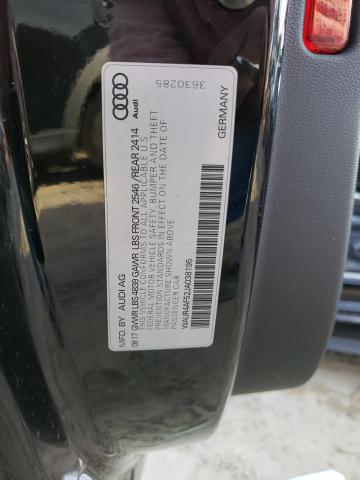 Audi
3630285
MFD. BY AUDI AG
GERMANY
08 17 GVWR LBS 4839 GAWR LBS FRONT 2546 /REAR 2414
THIS VEHICLE CONFORMS TO ALL APPLICABLE U S
FEDERAL MOTOR VEHICLE SAFETY, BUMPER AND THEFT
PREVENTION STANDARDS IN EFFECT ON THE DATE OF
MANUFACTURE SHOWN ABOVE
PASSENGER CAR
WAUR4AF52JA038195